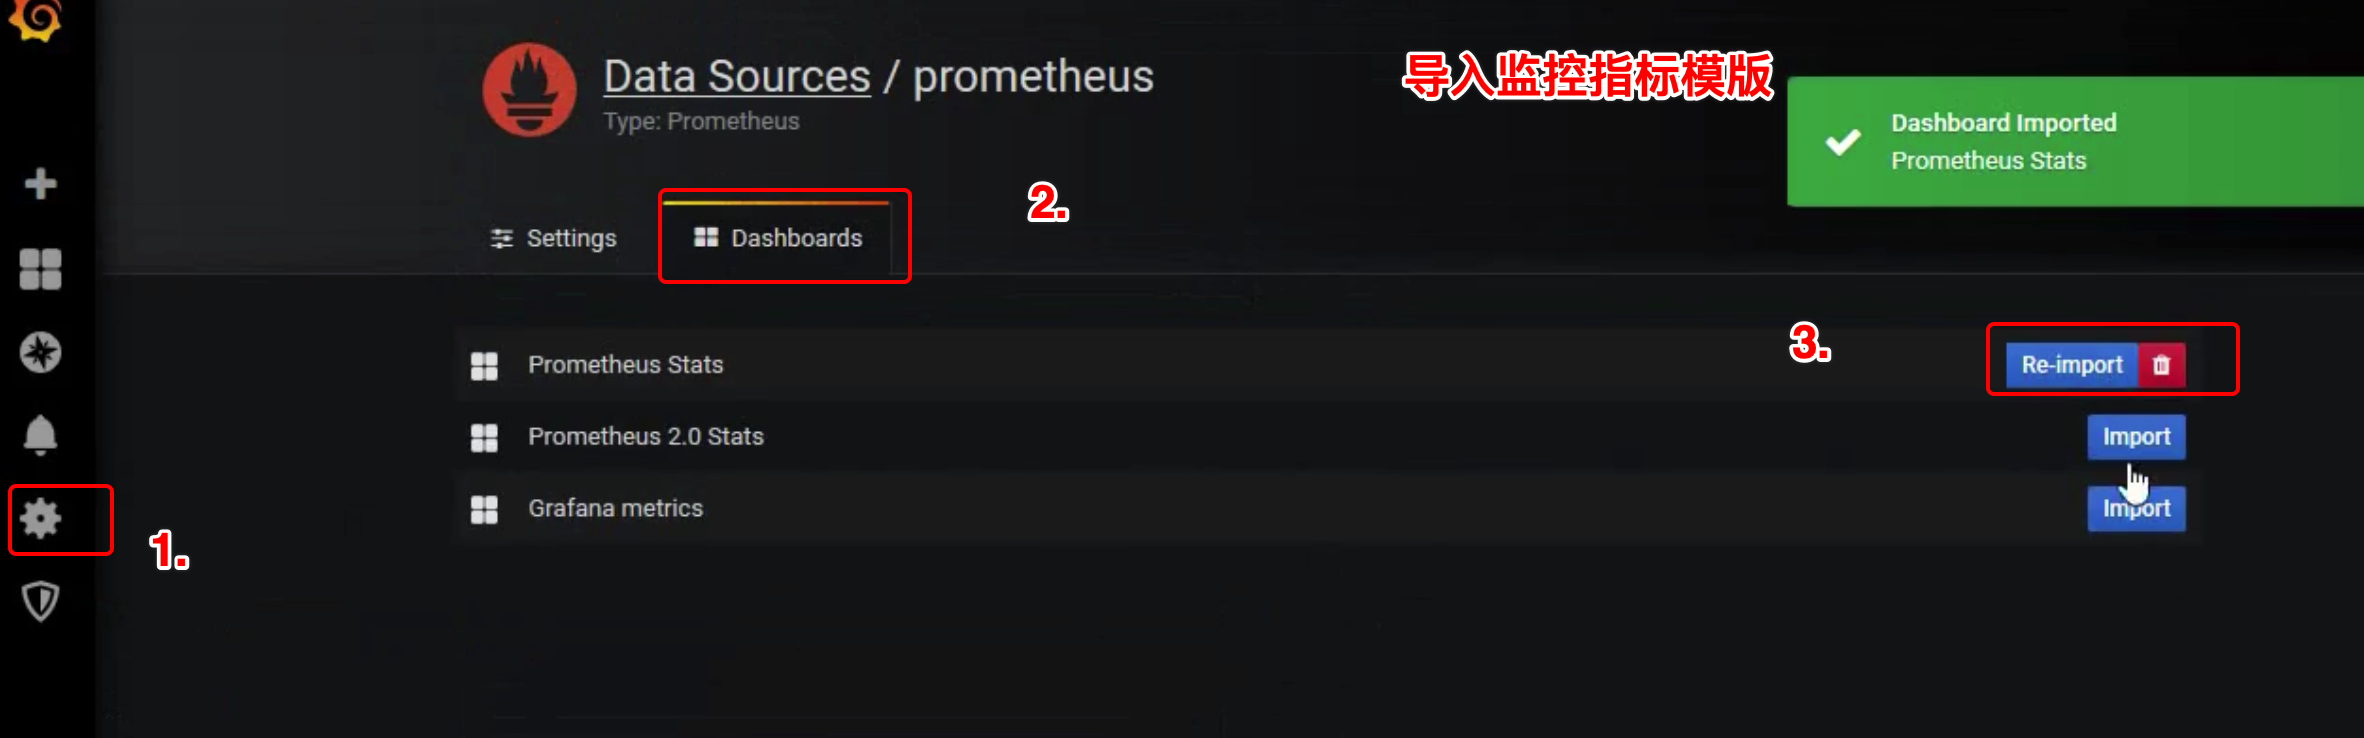 Data Sources / prometheus
Type: Prometheus
导入监控指标模版
Dashboard Imported
Prometheus Stats
2.
Settings
Dashboards
3.
Prometheus Stats
Re-import
Prometheus 2.0 Stats
Import
Grafana metrics
Import
1.